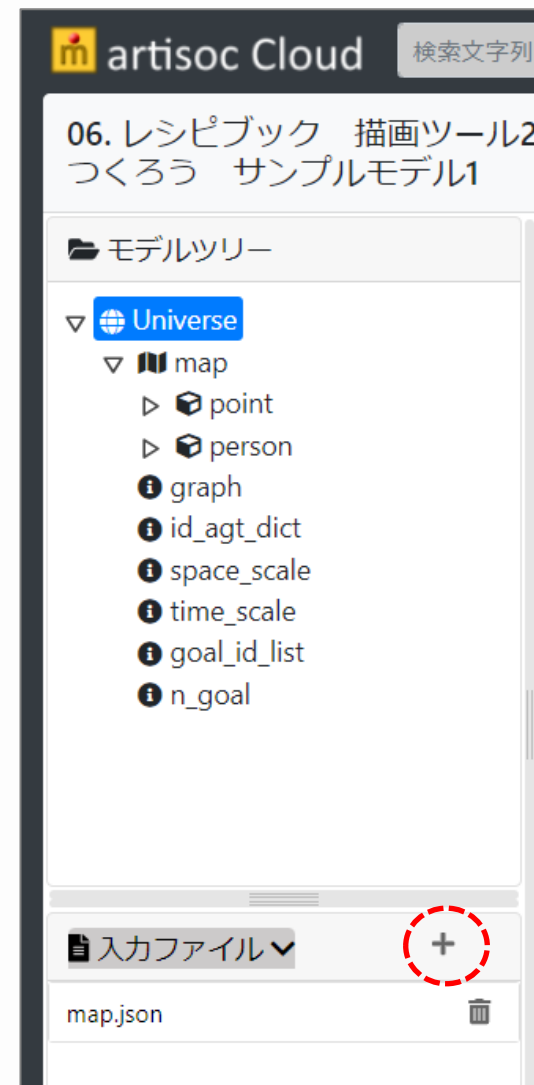 artisoc Cloud
検索文字列
06. レシピブック　描画ツール2
つくろう　サンプルモデル1
モデルツリー
Universe
map
point
person
graph
id_agt_dict
space_scale
time_scale
goal_id_list
n_goal
入力ファイル
map.json